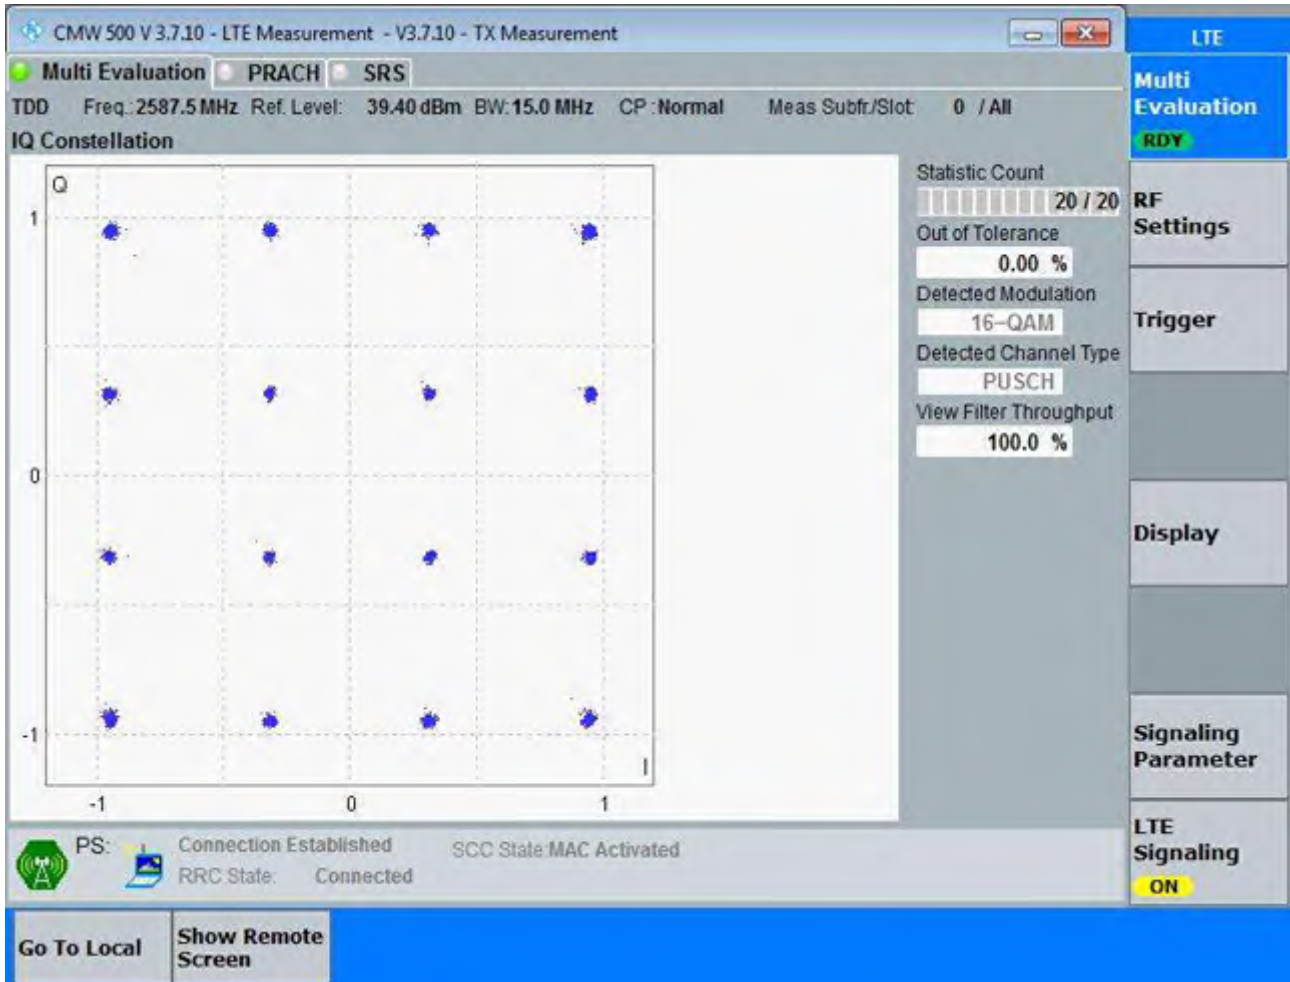 CMW 500 V 3.7.10 - LTE Measurement - V3.7.10 - TX Measurement
LTE
Multi Evaluation PRACH SRS
TDD Freg.: 2587.5 MHz Ref. Level: 39.40 dBm BW: 15.0 MHz CP : Normal Meas Subfr./Slot: 0 / All
IQ Constellation
Q
1
0
-1
I
-1 0 1
Statistic Count
20 / 20
Out of Tolerance
0.00 %
Detected Modulation
16-QAM
Detected Channel Type
PUSCH
View Filter Throughput
100.0 %
Multi
Evaluation
RDY
RF
Settings
Trigger
Display
Signaling
Parameter
LTE
Signaling
ON
PS: Connection Established SCC State: MAC Activated
RRC State: Connected
Go To Local
Show Remote
Screen